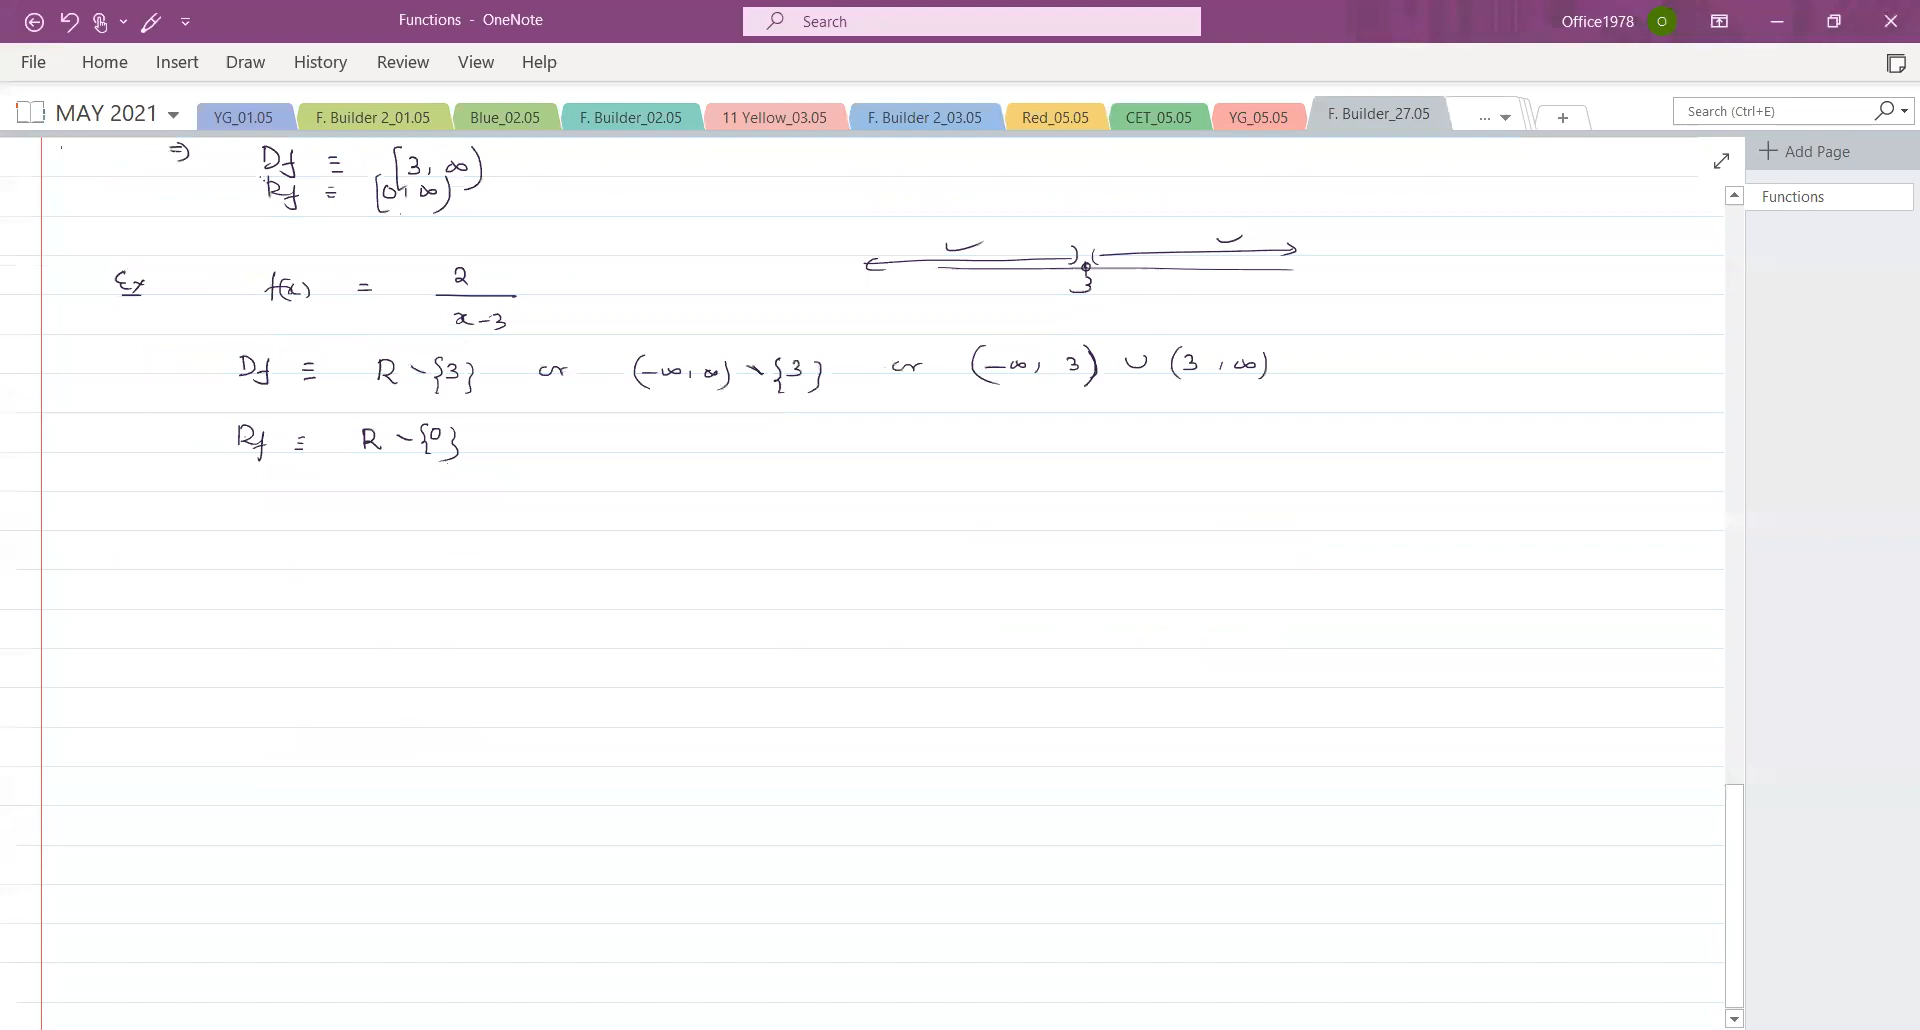 Functions - OneNote
Search
Office1978
O
File Home Insert Draw History Review View Help
MAY 2021
YG_01.05
F. Builder 2_01.05
Blue_02.05
F. Builder_02.05
11 Yellow_03.05
F. Builder 2_03.05
Red_05.05
CET_05.05
YG_05.05
F. Builder_27.05
...
+
Search (Ctrl+E)
+ Add Page
Functions
⇒ Df ≡ [3, ∞)
Rf ≡ [0, ∞)
Ex f(x) = 2 / x-3
3
Df ≡ R - {3} or (-∞, ∞) - {3} or (-∞, 3) ∪ (3, ∞)
Rf ≡ R - {0}